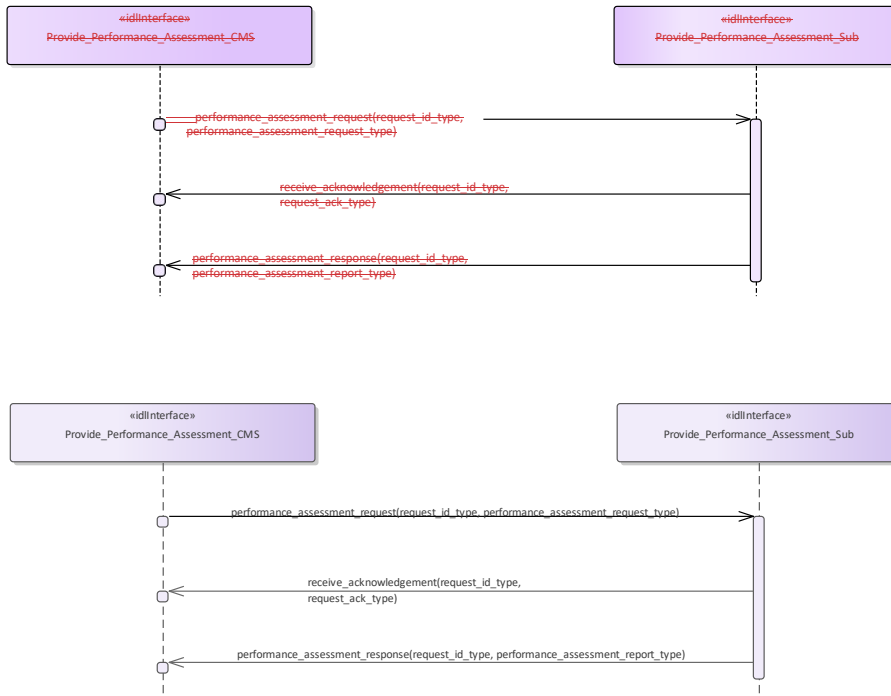 «idlInterface»
Provide_Performance_Assessment_CMS
«idlInterface»
Provide_Performance_Assessment_Sub
performance_assessment_request(request_id_type,
performance_assessment_request_type)
receive_acknowledgement(request_id_type,
request_ack_type)
performance_assessment_response(request_id_type,
performance_assessment_report_type)
«idlInterface»
Provide_Performance_Assessment_CMS
«idlInterface»
Provide_Performance_Assessment_Sub
performance_assessment_request(request_id_type, performance_assessment_request_type)
receive_acknowledgement(request_id_type,
request_ack_type)
performance_assessment_response(request_id_type, performance_assessment_report_type)